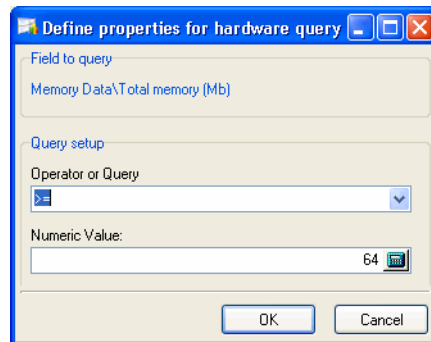 Define properties for hardware query
Field to query
Memory Data\Total memory (Mb)
Query setup
Operator or Query
>=
Numeric Value:
64
OK
Cancel